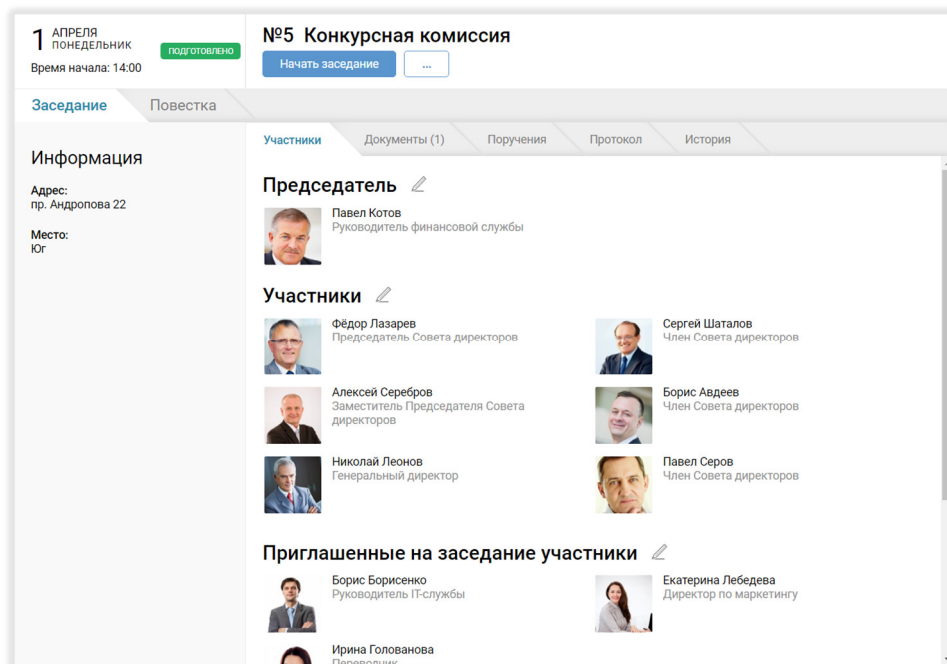 1 АПРЕЛЯ
ПОНЕДЕЛЬНИК
ПОДГОТОВЛЕНО
Время начала: 14:00
№5 Конкурсная комиссия
Начать заседание
...
Заседание
Повестка
Информация
Адрес:
пр. Андропова 22
Место:
Юг
Участники
Документы (1)
Поручения
Протокол
История
Председатель
Павел Котов
Руководитель финансовой службы
Участники
Фёдор Лазарев
Председатель Совета директоров
Сергей Шаталов
Член Совета директоров
Алексей Серебров
Заместитель Председателя Совета
директоров
Борис Авдеев
Член Совета директоров
Николай Леонов
Генеральный директор
Павел Серов
Член Совета директоров
Приглашенные на заседание участники
Борис Борисенко
Руководитель IT-службы
Екатерина Лебедева
Директор по маркетингу
Ирина Голованова
Переводчик